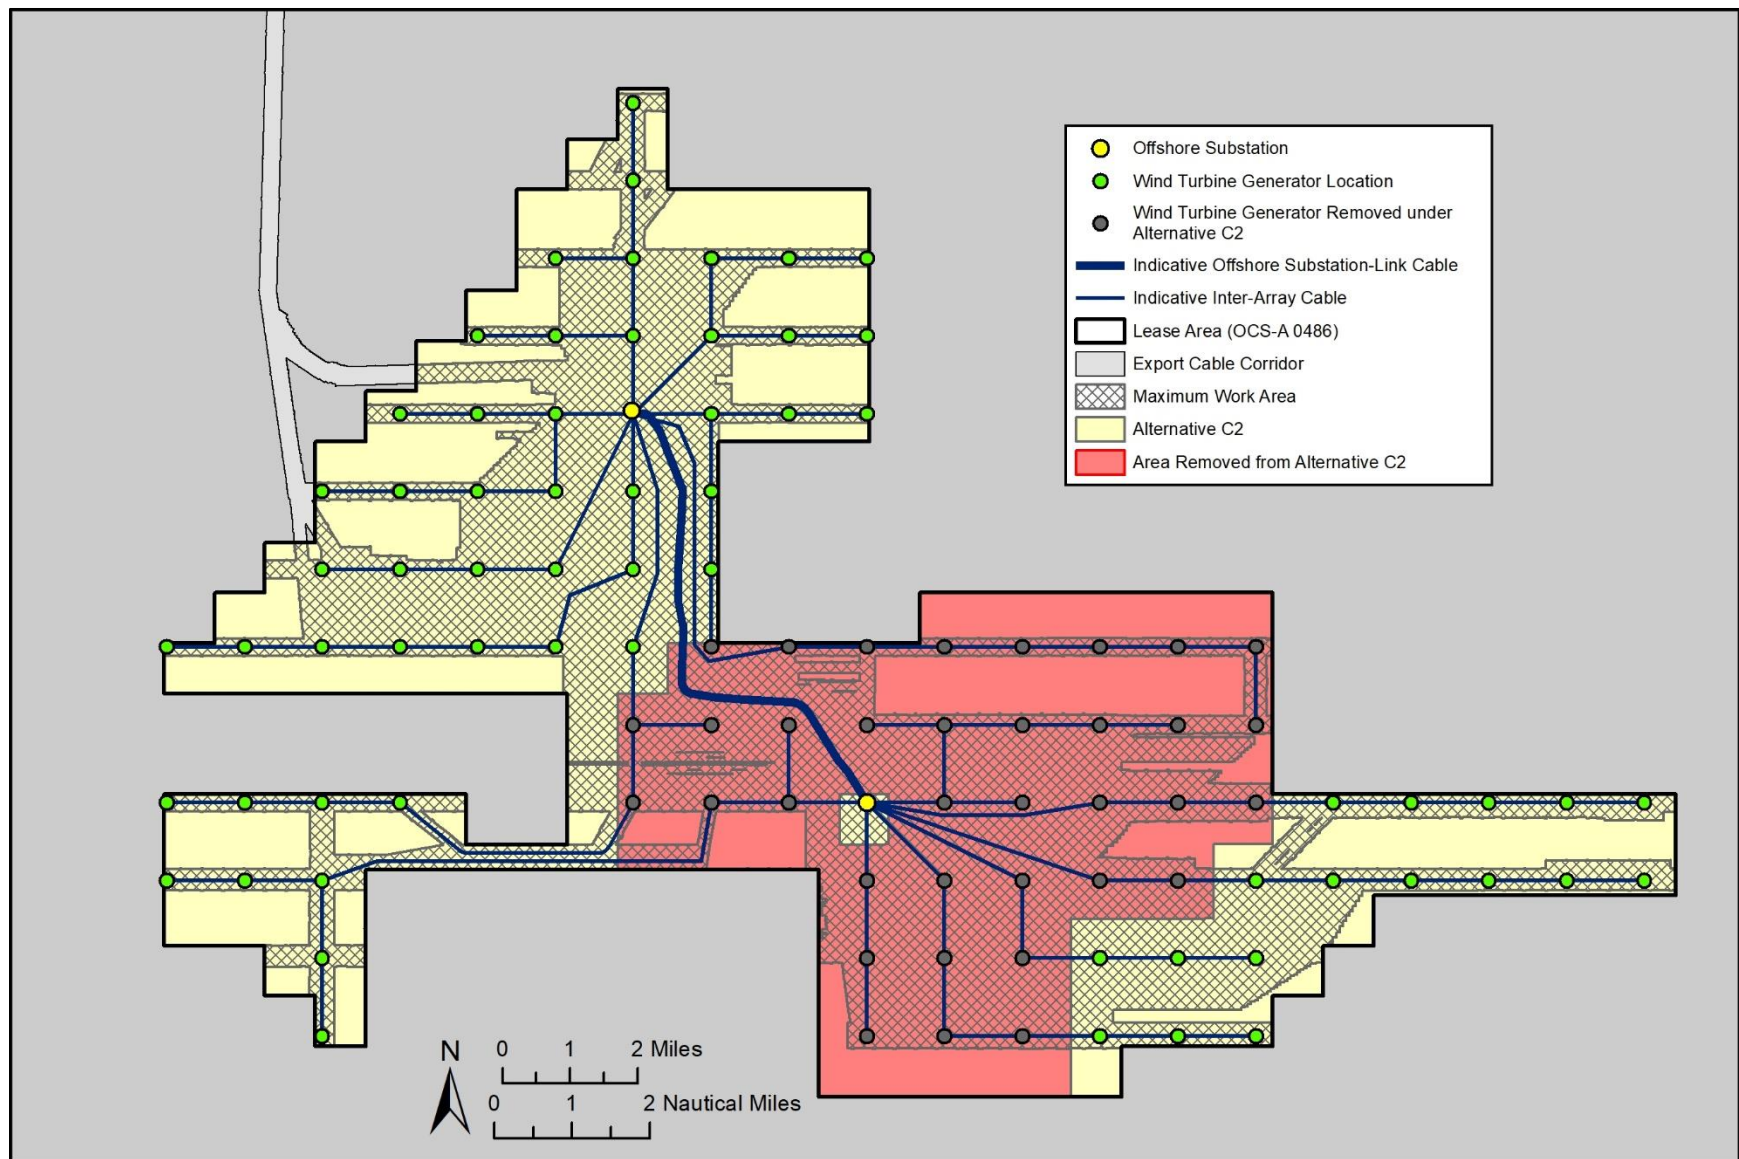 Offshore Substation
Wind Turbine Generator Location
Wind Turbine Generator Removed under
Alternative C2
Indicative Offshore Substation-Link Cable
Indicative Inter-Array Cable
Lease Area (OCS-A 0486)
Export Cable Corridor
Maximum Work Area
Alternative C2
Area Removed from Alternative C2
N
0 1 2 Miles
0 1 2 Nautical Miles